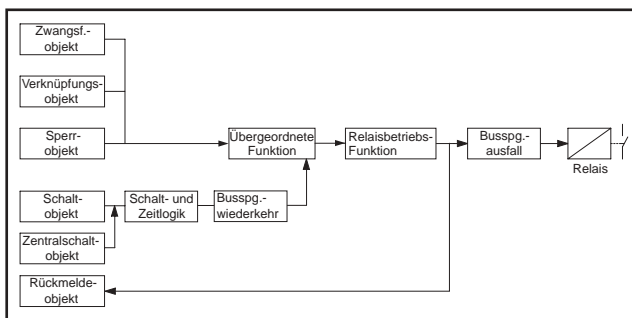 Zwangsf.-
objekt
Verknüpfungs-
objekt
Sperr-
objekt
Übergeordnete
Funktion
Relaisbetriebs-
Funktion
Busspg.-
ausfall
Relais
Schalt-
objekt
Schalt- und
Zeitlogik
Busspg.-
wiederkehr
Zentralschalt-
objekt
Rückmelde-
objekt